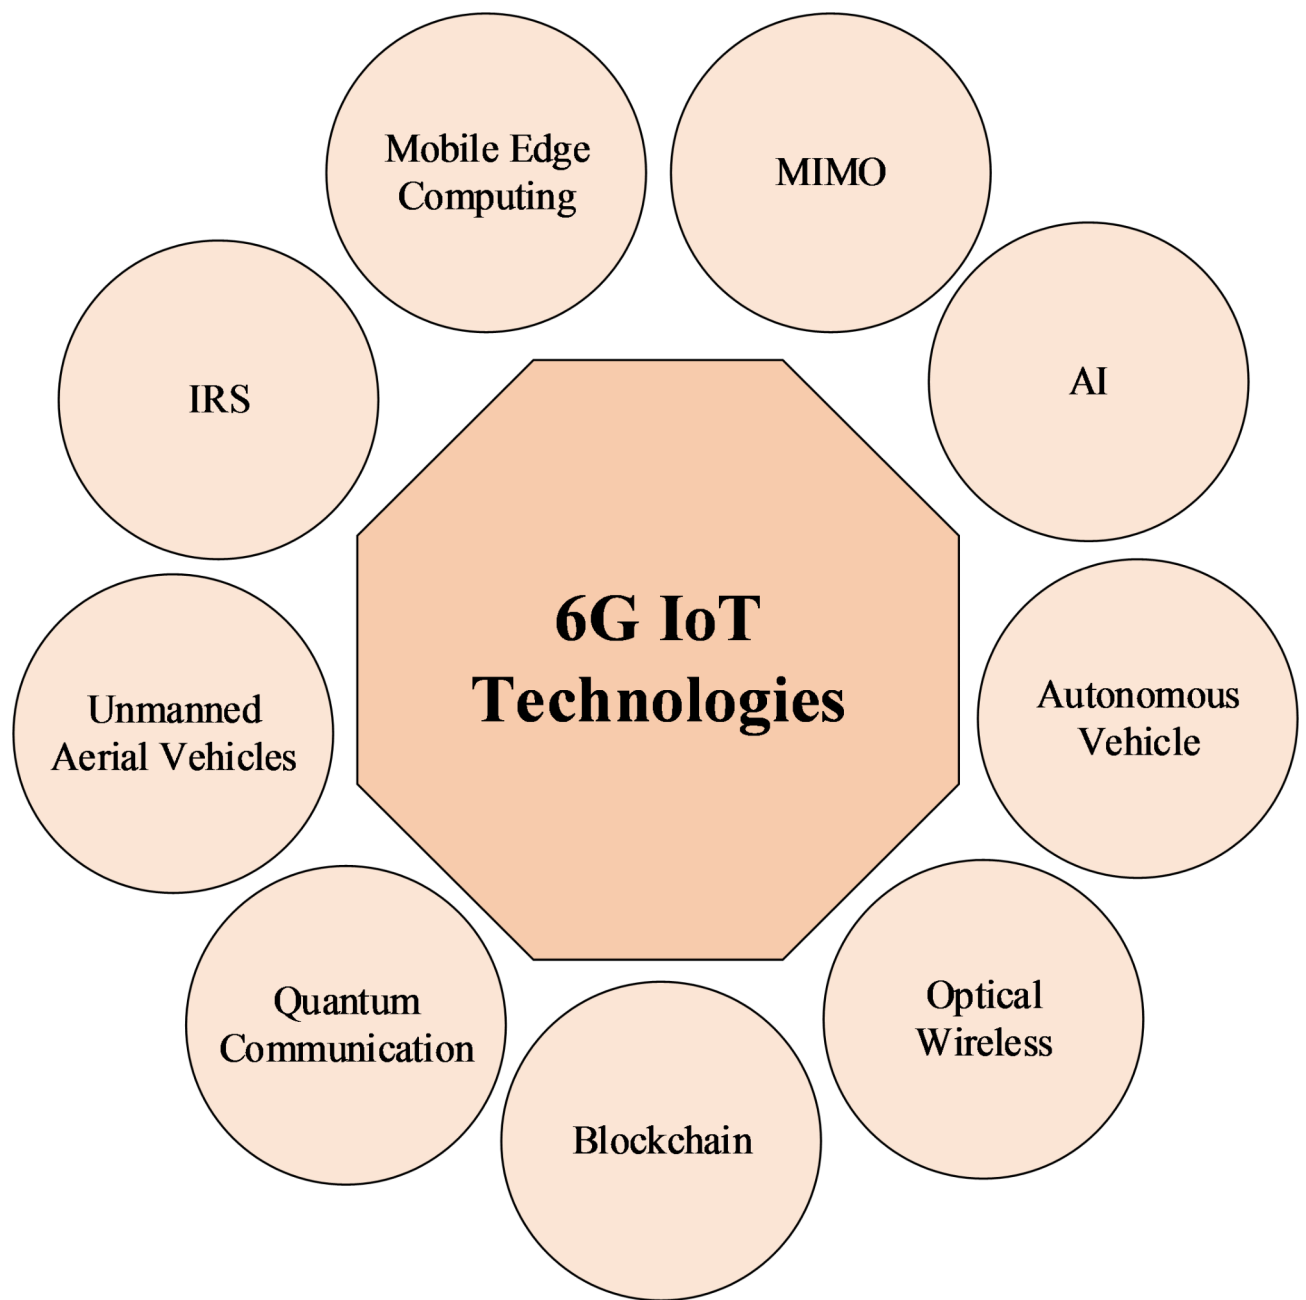 Mobile Edge
Computing
MIMO
AI
IRS
6G IoT
Technologies
Autonomous
Vehicle
Unmanned
Aerial Vehicles
Optical
Wireless
Quantum
Communication
Blockchain